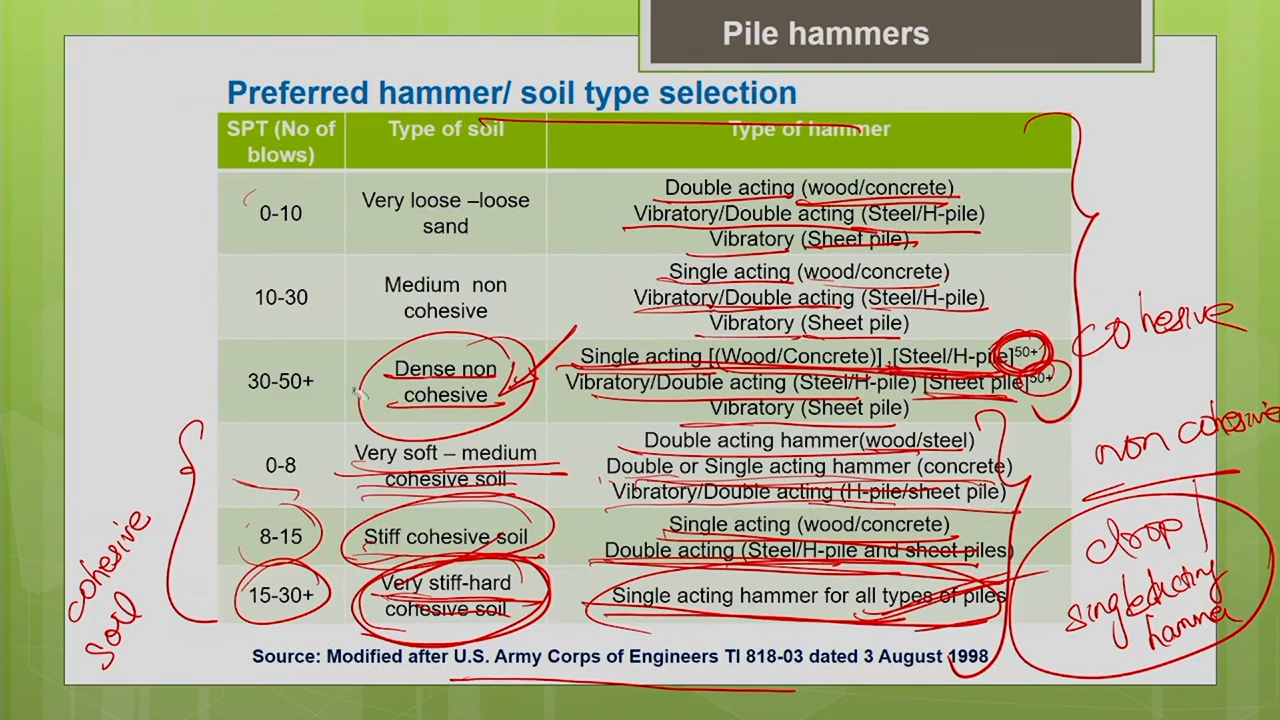 Pile hammers
Preferred hammer/ soil type selection
SPT (No of blows)
Type of soil
Type of hammer
0-10
Very loose –loose sand
Double acting (wood/concrete)
Vibratory/Double acting (Steel/H-pile)
Vibratory (Sheet pile)
10-30
Medium non cohesive
Single acting (wood/concrete)
Vibratory/Double acting (Steel/H-pile)
Vibratory (Sheet pile)
30-50+
Dense non cohesive
Single acting [(Wood/Concrete)] [Steel/H-pile]50+
Vibratory/Double acting (Steel/H-pile) [Sheet pile]50+
Vibratory (Sheet pile)
0-8
Very soft – medium cohesive soil
Double acting hammer(wood/steel)
Double or Single acting hammer (concrete)
Vibratory/Double acting (H-pile/sheet pile)
8-15
Stiff cohesive soil
Single acting (wood/concrete)
Double acting (Steel/H-pile and sheet piles)
15-30+
Very stiff-hard cohesive soil
Single acting hammer for all types of piles
Source: Modified after U.S. Army Corps of Engineers TI 818-03 dated 3 August 1998
cohesive
non cohesive
drop
single acting
hammer
cohesive
soil